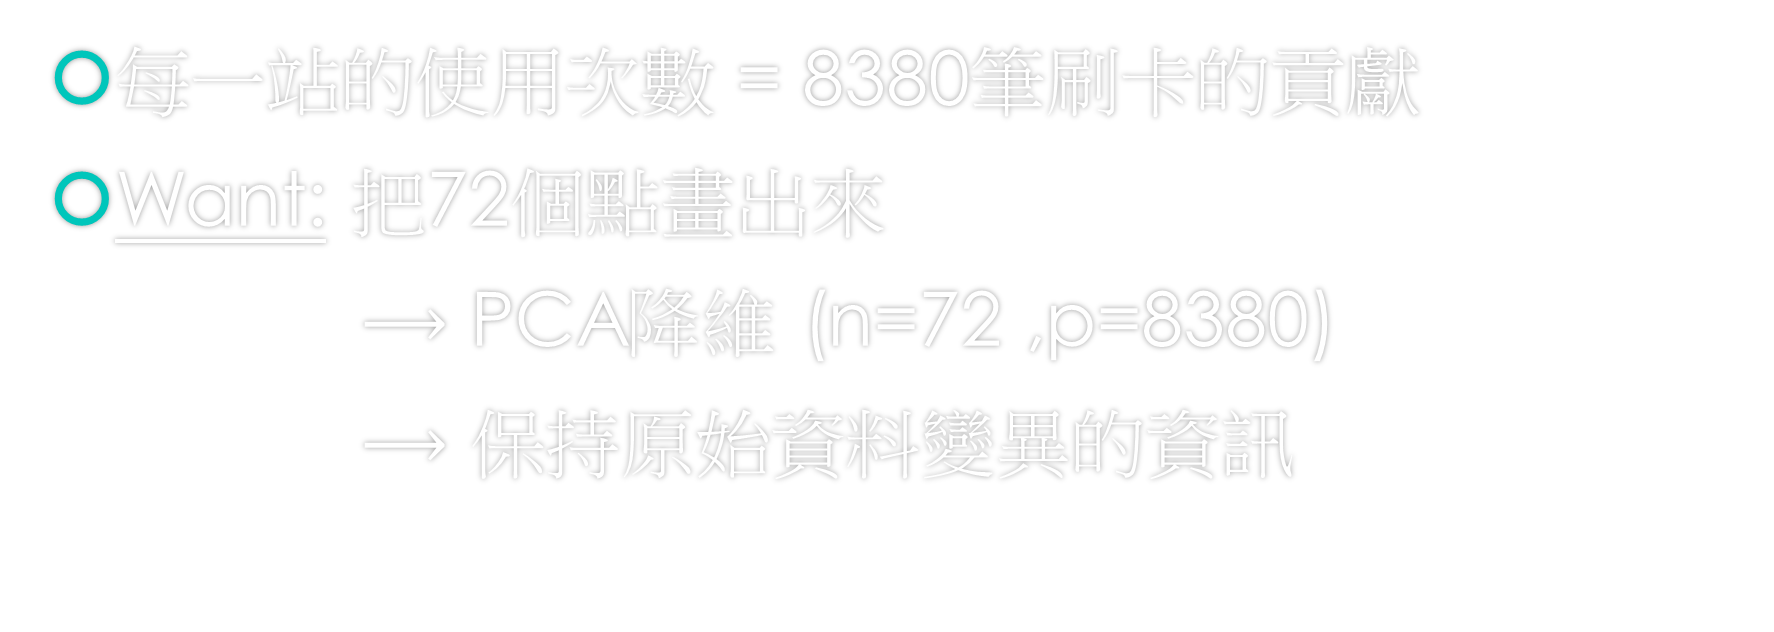 每一站的使用次數 = 8380筆刷卡的貢獻
Want: 把72個點畫出來
→ PCA降維 (n=72 ,p=8380)
→ 保持原始資料變異的資訊